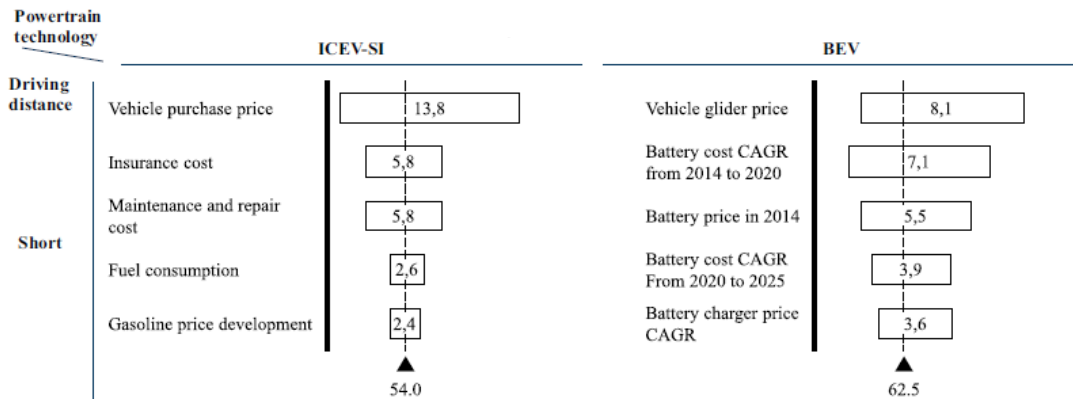 Powertrain
technology
ICEV-SI
BEV
Driving
distance
Vehicle purchase price
13,8
Vehicle glider price
8,1
Insurance cost
5,8
Battery cost CAGR
from 2014 to 2020
7,1
Maintenance and repair
cost
5,8
Battery price in 2014
5,5
Short
Fuel consumption
2,6
Battery cost CAGR
From 2020 to 2025
3,9
Gasoline price development
2,4
Battery charger price
CAGR
3,6
54.0
62.5